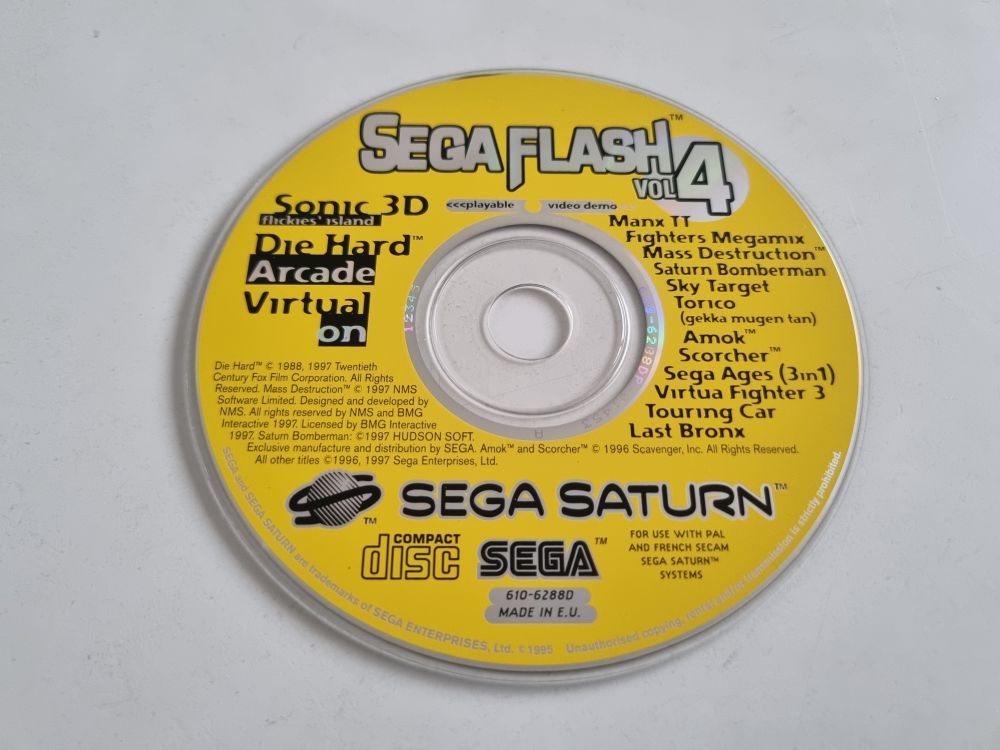 SEGA FLASH™
VOL 4
<<<playable
video demo>>>
Sonic 3D
flickies' island
Die Hard™
Arcade
Virtual
on
Manx TT
Fighters Megamix
Mass Destruction™
Saturn Bomberman
Sky Target
Torico
(gekka mugen tan)
Amok™
Scorcher™
Sega Ages (3in1)
Virtua Fighter 3
Touring Car
Last Bronx
Die Hard™ © 1988, 1997 Twentieth
Century Fox Film Corporation. All Rights
Reserved. Mass Destruction™ © 1997 NMS
Software Limited. Designed and developed by
NMS. All rights reserved by NMS and BMG
Interactive 1997. Licensed by BMG Interactive
1997. Saturn Bomberman: ©1997 HUDSON SOFT.
Exclusive manufacture and distribution by SEGA. Amok™ and Scorcher™ © 1996 Scavenger, Inc. All Rights Reserved.
All other titles ©1996, 1997 Sega Enterprises, Ltd.
SEGA SATURN™
TM
COMPACT
disc
SEGA™
FOR USE WITH PAL
AND FRENCH SECAM
SEGA SATURN™
SYSTEMS
610-6288D
MADE IN E.U.
SEGA and SEGA SATURN are trademarks of SEGA ENTERPRISES, Ltd. ©1995 Unauthorised copying, rental and/or transmission is strictly prohibited.
12345